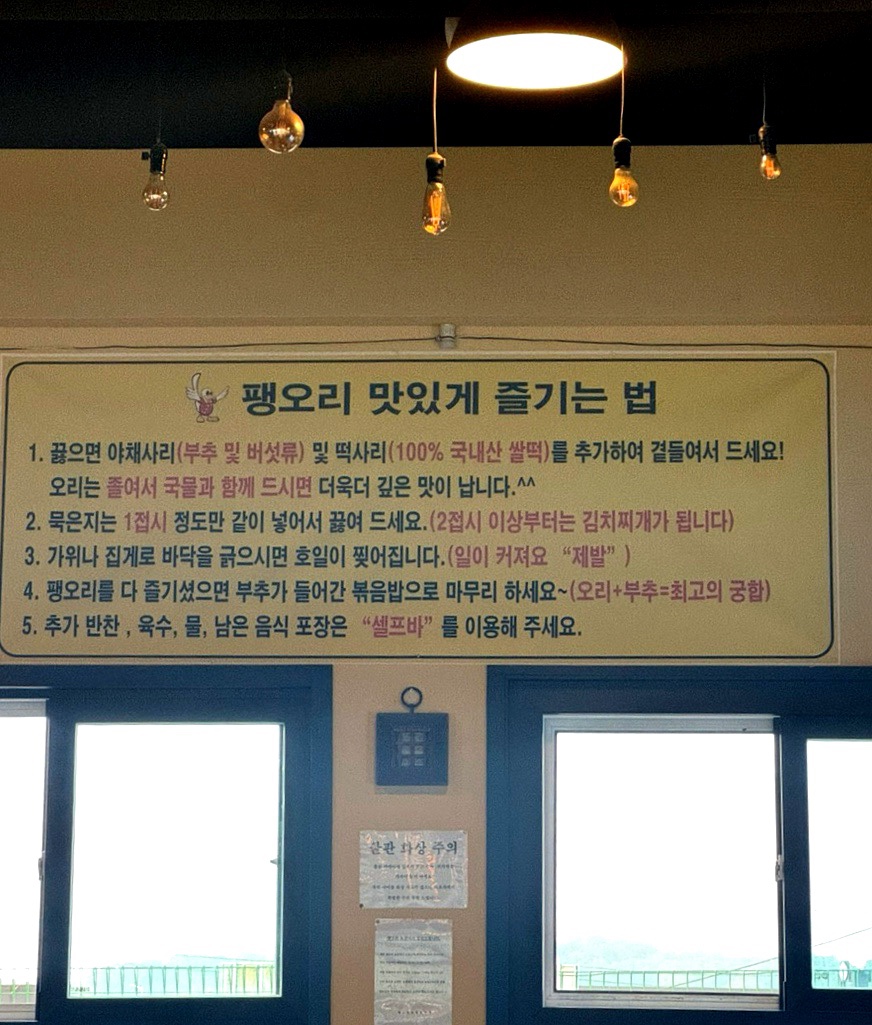 팽오리 맛있게 즐기는 법
1. 끓으면 야채사리(부추 및 버섯류) 및 떡사리(100% 국내산 쌀떡)를 추가하여 곁들여서 드세요!
오리는 졸여서 국물과 함께 드시면 더욱더 깊은 맛이 납니다.^^
2. 묵은지는 1접시 정도만 같이 넣어서 끓여 드세요.(2접시 이상부터는 김치찌개가 됩니다)
3. 가위나 집게로 바닥을 긁으시면 호일이 찢어집니다.(일이 커져요 “제발” )
4. 팽오리를 다 즐기셨으면 부추가 들어간 볶음밥으로 마무리 하세요~(오리+부추=최고의 궁합)
5. 추가 반찬 , 육수, 물, 남은 음식 포장은 “셀프바” 를 이용해 주세요.
불판 화상 주의